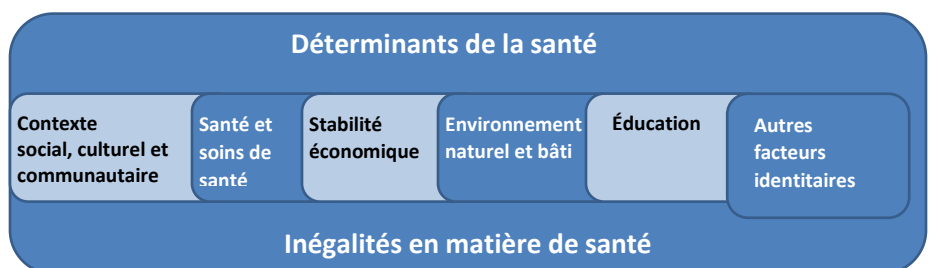 Déterminants de la santé
Contexte
social, culturel et
communautaire
Santé et
soins de
santé
Stabilité
économique
Environnement
naturel et bâti
Éducation
Autres
facteurs
identitaires
Inégalités en matière de santé